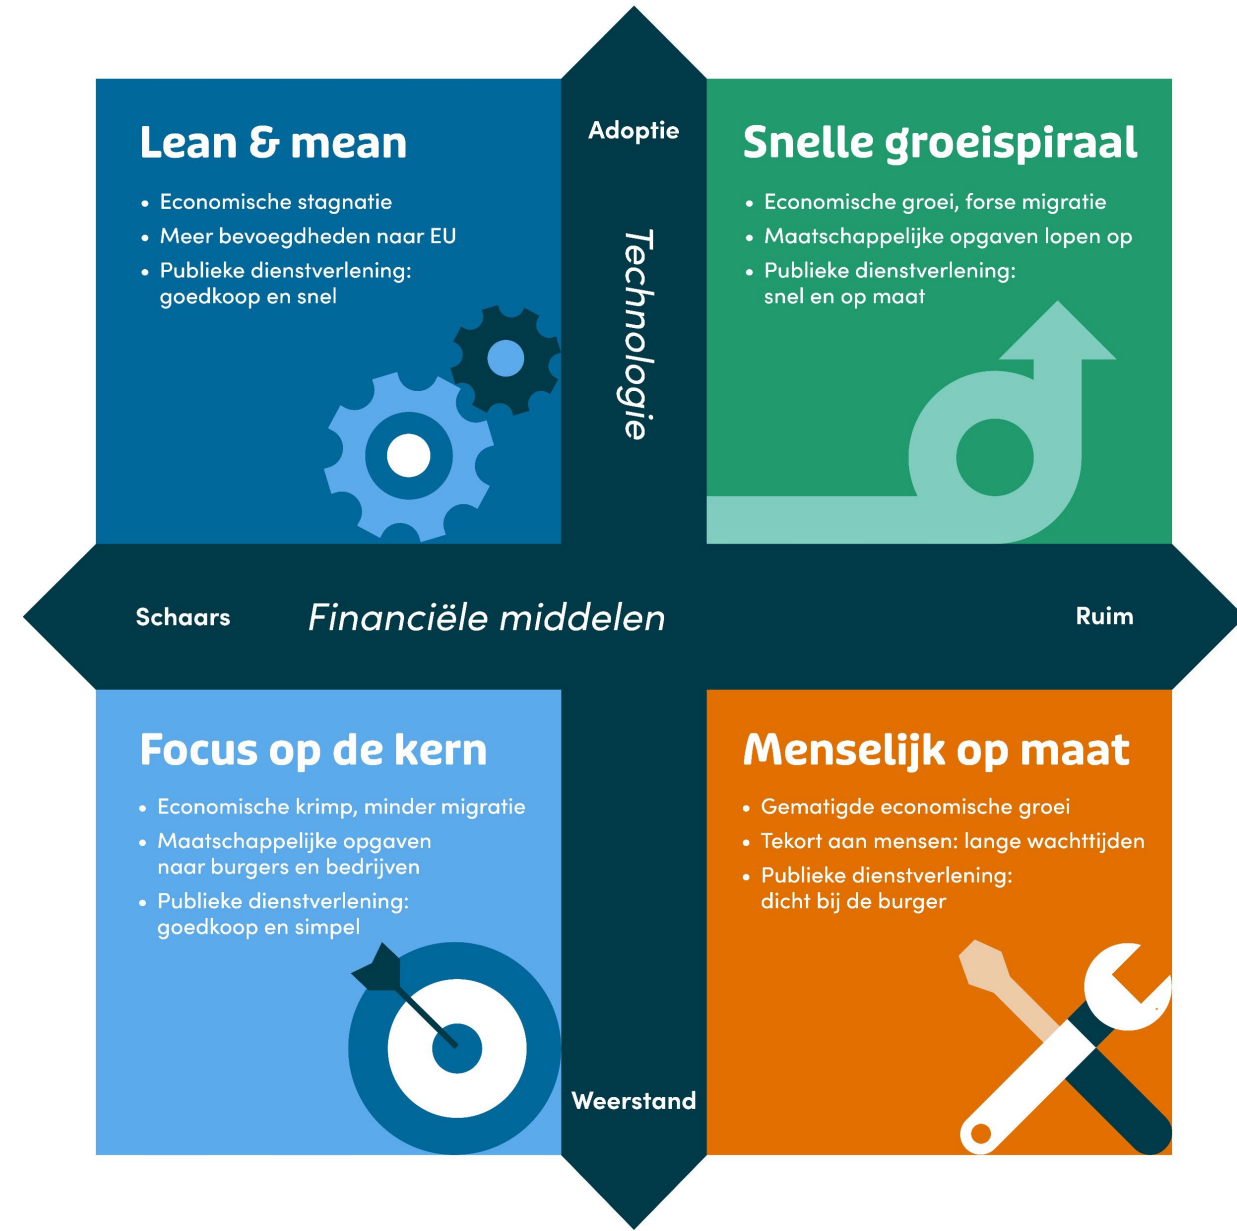 Adoptie
Technologie
Lean & mean
• Economische stagnatie
• Meer bevoegdheden naar EU
• Publieke dienstverlening:
goedkoop en snel
Snelle groeispiraal
• Economische groei, forse migratie
• Maatschappelijke opgaven lopen op
• Publieke dienstverlening:
snel en op maat
Schaars
Financiële middelen
Ruim
Focus op de kern
• Economische krimp, minder migratie
• Maatschappelijke opgaven
naar burgers en bedrijven
• Publieke dienstverlening:
goedkoop en simpel
Menselijk op maat
• Gematigde economische groei
• Tekort aan mensen: lange wachttijden
• Publieke dienstverlening:
dicht bij de burger
Weerstand